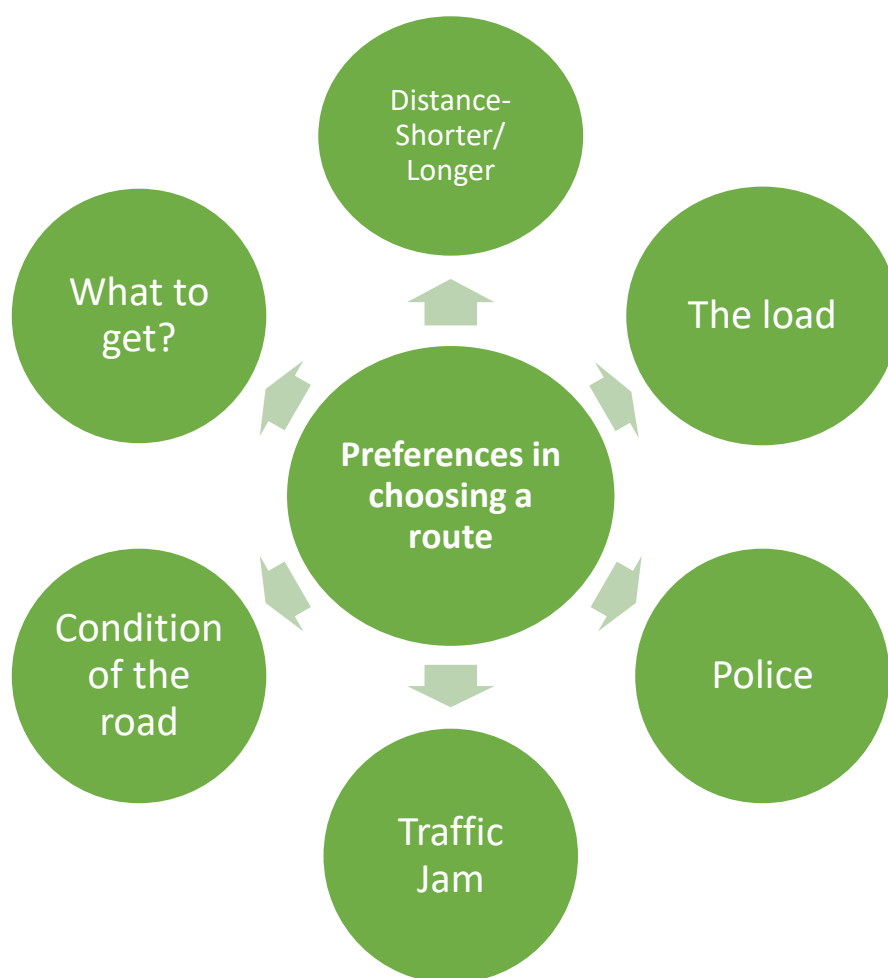 Distance-
Shorter/
Longer
What to
get?
The load
Preferences in
choosing a
route
Condition
of the
road
Police
Traffic
Jam